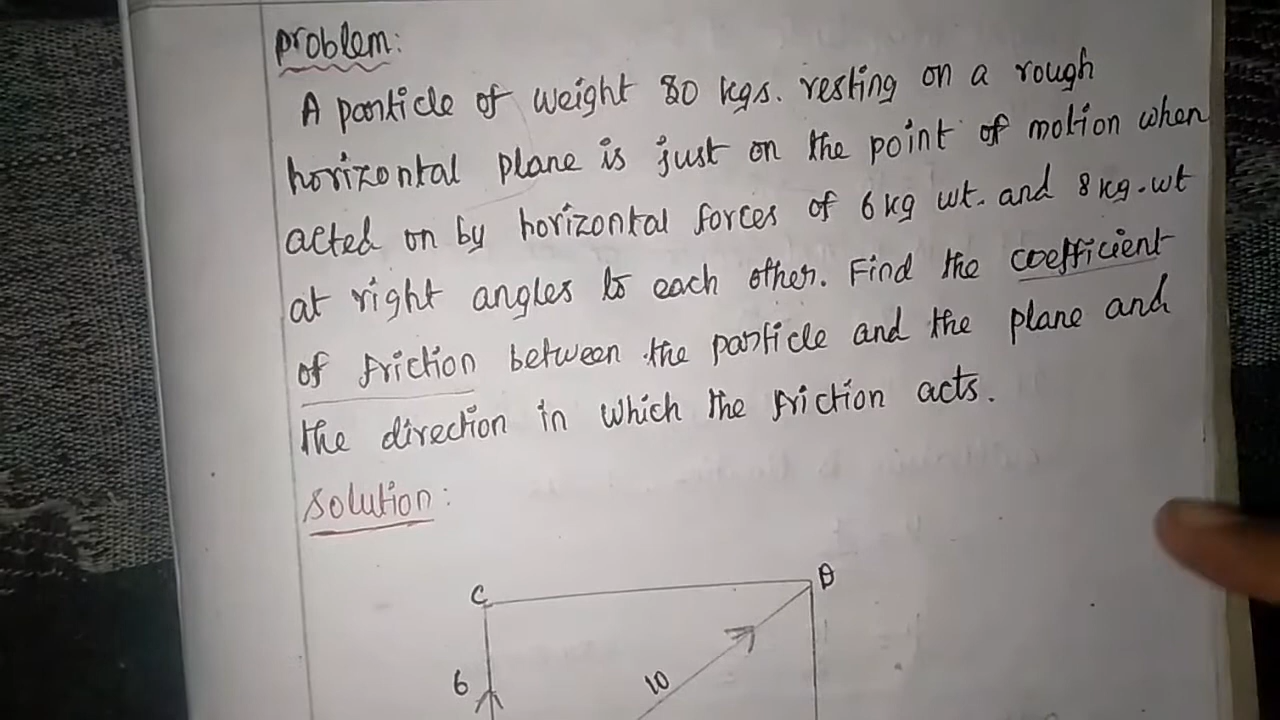 Problem:
A particle of weight 80 kgs. resting on a rough
horizontal plane is just on the point of motion when
acted on by horizontal forces of 6 kg wt. and 8 kg.wt
at right angles to each other. Find the coefficient
of friction between the particle and the plane and
the direction in which the friction acts.
Solution:
C
B
6
10